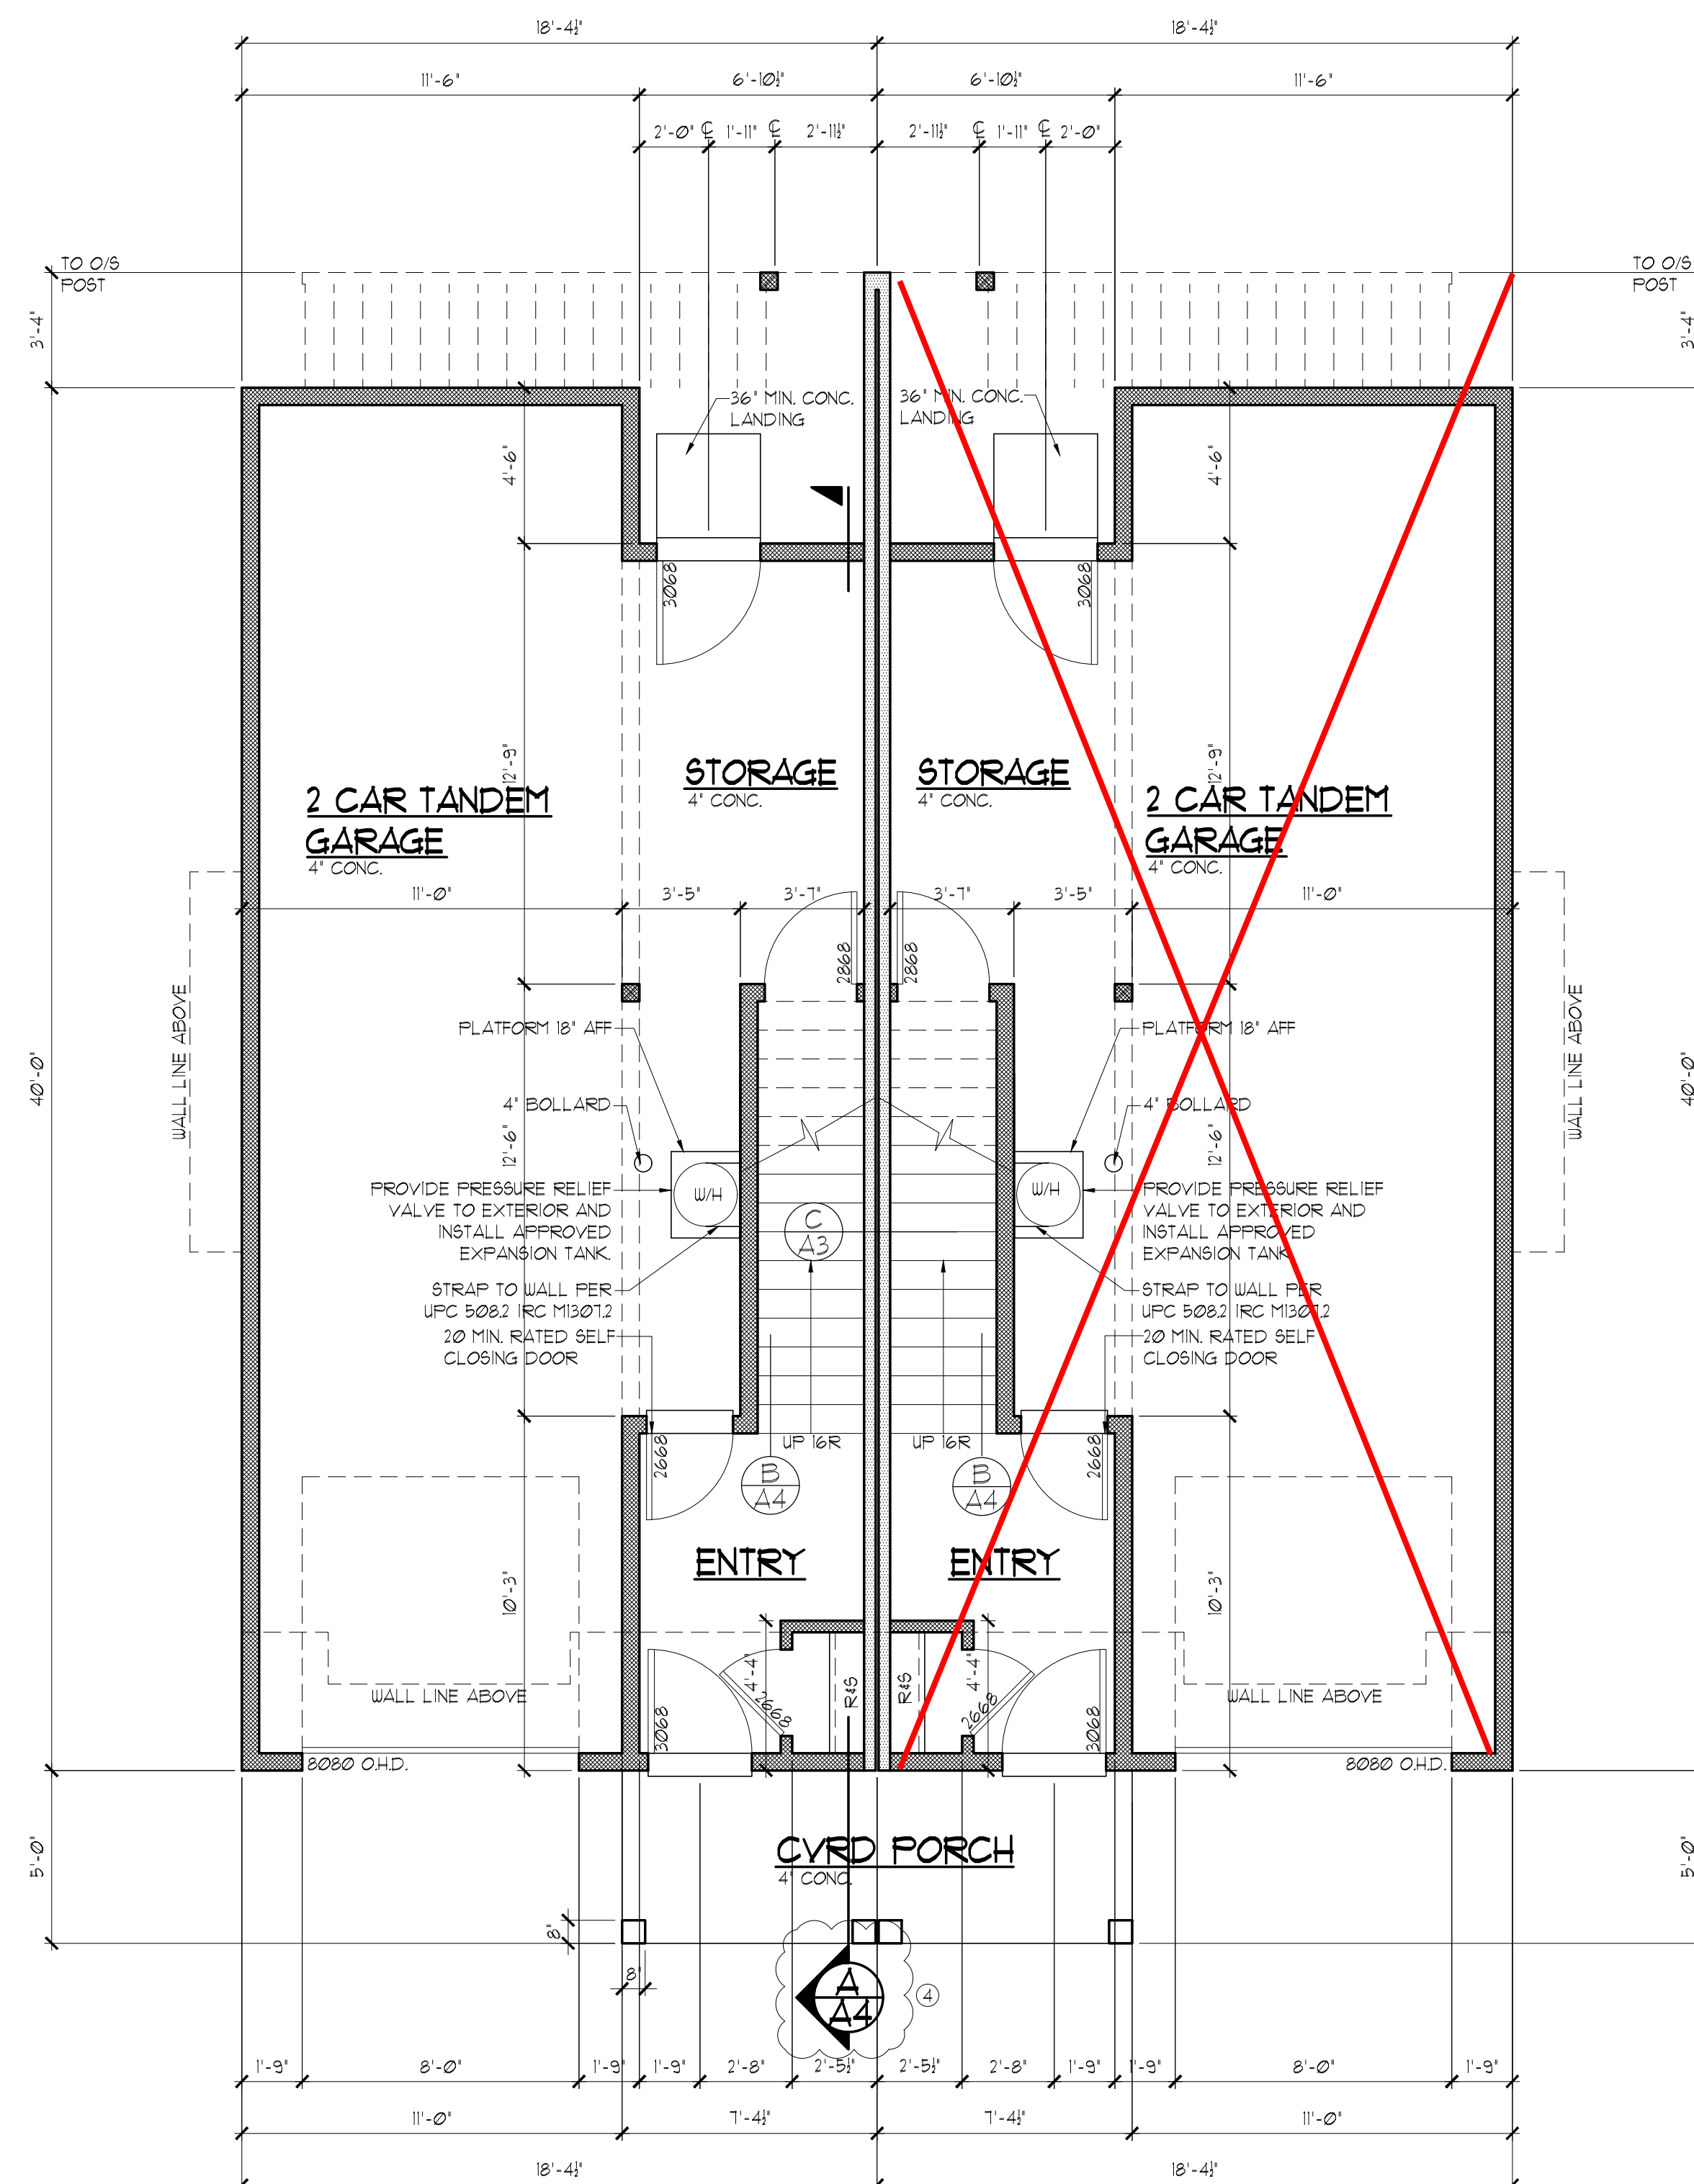 18'-4½" 18'-4½"
11'-6" 6'-10½" 6'-10½" 11'-6"
2'-0" ℄ 1'-11" ℄ 2'-11½" 2'-11½" ℄ 1'-11" ℄ 2'-0"
TO O/S
POST
TO O/S
POST
3'-4" 3'-4"
36" MIN. CONC.
LANDING
36" MIN. CONC.
LANDING
4'-6" 4'-6"
3068 3068
12'-9" 12'-9"
STORAGE
4" CONC.
STORAGE
4" CONC.
2 CAR TANDEM
GARAGE
4" CONC.
2 CAR TANDEM
GARAGE
4" CONC.
11'-0" 3'-5" 3'-7" 3'-7" 3'-5" 11'-0"
2868 2868
WALL LINE ABOVE
WALL LINE ABOVE
40'-0" 40'-0"
PLATFORM 18" AFF
PLATFORM 18" AFF
4" BOLLARD
4" BOLLARD
12'-6" 12'-6"
W/H W/H
PROVIDE PRESSURE RELIEF
VALVE TO EXTERIOR AND
INSTALL APPROVED
EXPANSION TANK.
PROVIDE PRESSURE RELIEF
VALVE TO EXTERIOR AND
INSTALL APPROVED
EXPANSION TANK
C
A3
STRAP TO WALL PER
UPC 508.2 IRC M1307.2
STRAP TO WALL PER
UPC 508.2 IRC M1307.2
20 MIN. RATED SELF
CLOSING DOOR
20 MIN. RATED SELF
CLOSING DOOR
UP 16R UP 16R
2668 2668
B
A4
B
A4
ENTRY ENTRY
10'-3" 10'-3"
4'-4" 4'-4"
R&S R&S
2668 2668
3068 3068
WALL LINE ABOVE
WALL LINE ABOVE
8080 O.H.D. 8080 O.H.D.
5'-0" 5'-0"
CVRD PORCH
4" CONC.
8"
8"
A
A4
4
1'-9" 8'-0" 1'-9" 1'-9" 2'-8" 2'-5½" 2'-5½" 2'-8" 1'-9" 1'-9" 8'-0" 1'-9"
11'-0" 7'-4½" 7'-4½" 11'-0"
18'-4½" 18'-4½"